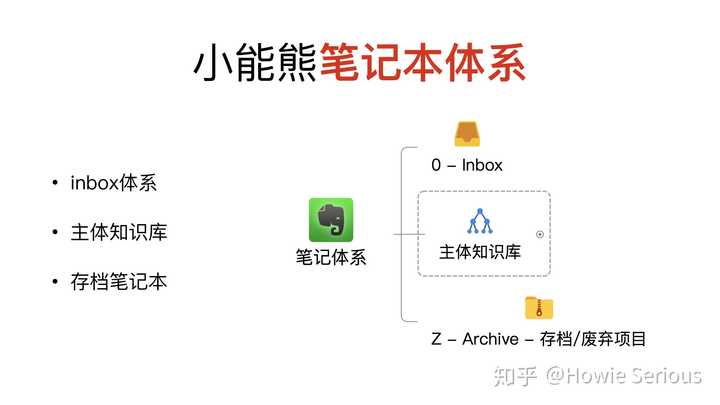 小能熊笔记本体系
• inbox体系
• 主体知识库
• 存档笔记本
笔记体系
0 – Inbox
主体知识库
Z – Archive – 存档/废弃项目
知乎 @Howie Serious